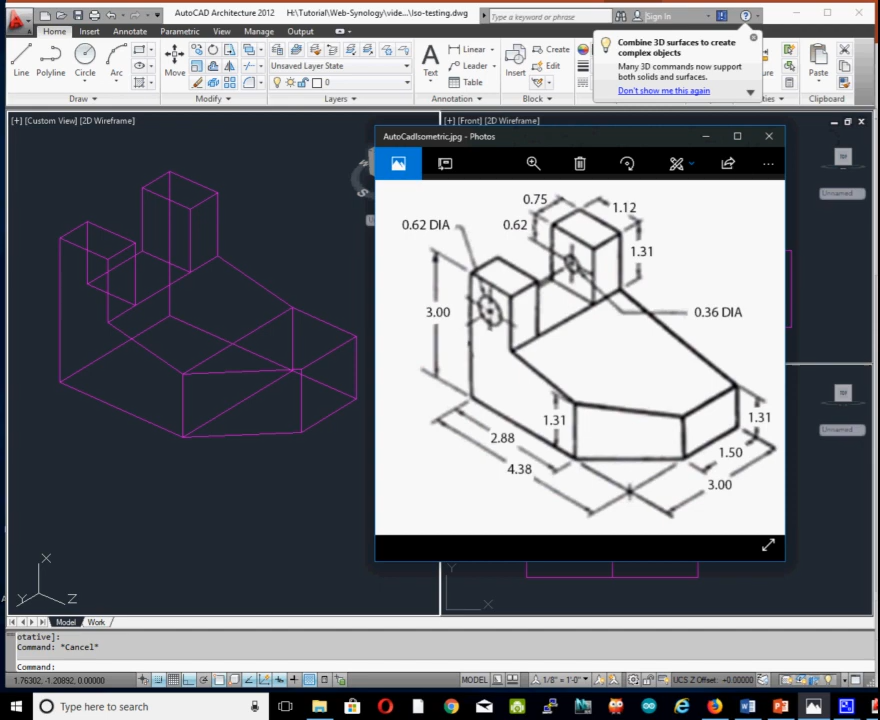 AutoCAD Architecture 2012 H:\Tutorial\Web-Synology\vide...\Iso-testing.dwg
Type a keyword or phrase
Sign In
Home Insert Annotate Parametric View Manage Output
Line Polyline Circle Arc
Move
Unsaved Layer State
0
Text
Linear
Leader
Table
Insert
Create
Edit
Paste
Draw Modify Layers Annotation Block Clipboard
Combine 3D surfaces to create
complex objects
Many 3D commands now support
both solids and surfaces.
Don't show me this again
[+] [Custom View] [2D Wireframe]
[+] [Front] [2D Wireframe]
AutoCadIsometric.jpg - Photos
0.75
1.12
0.62 DIA
0.62
1.31
3.00
0.36 DIA
1.31
1.31
2.88
1.50
4.38
3.00
Unnamed
Unnamed
X
Y
Z
Y
X
Model Work
otative]:
Command: *Cancel*
Command:
1.76302, -1.20892, 0.00000
MODEL
1/8" = 1'-0"
UCS Z Offset: +0.00000
Type here to search